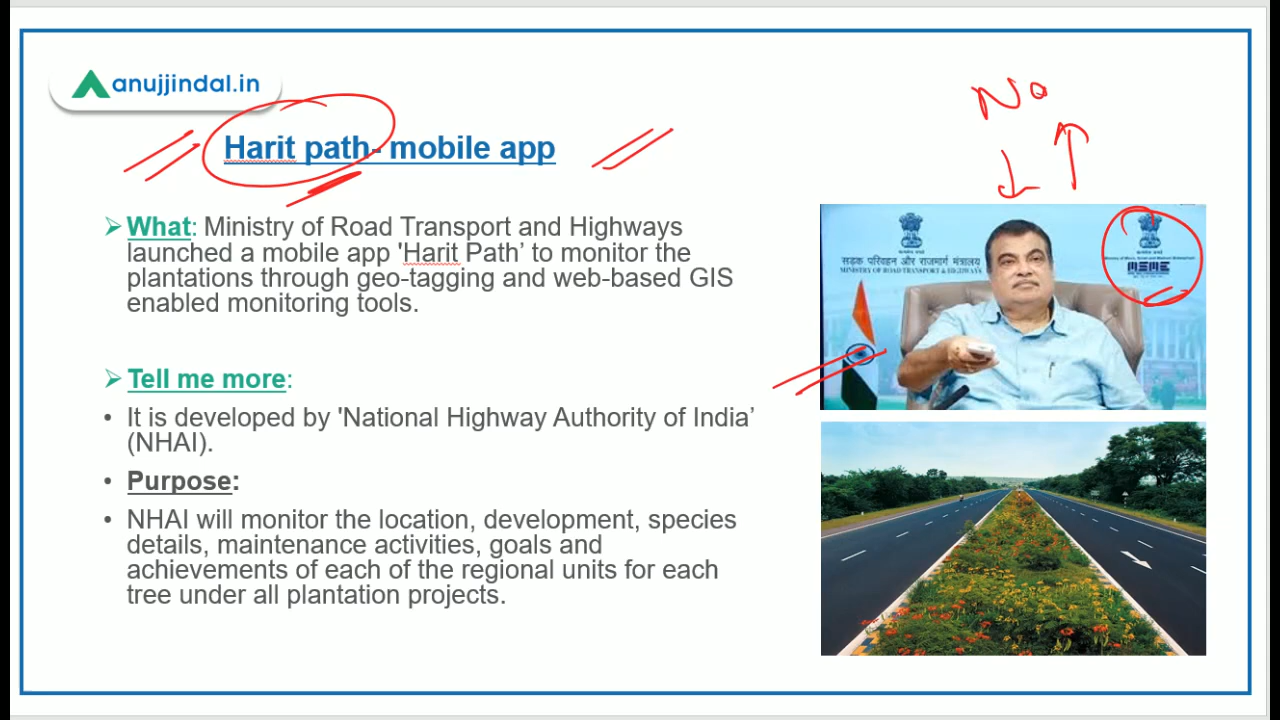 anujjindal.in
No
Harit path- mobile app
What: Ministry of Road Transport and Highways
launched a mobile app 'Harit Path’ to monitor the
plantations through geo-tagging and web-based GIS
enabled monitoring tools.
सड़क परिवहन और राजमार्ग मंत्रालय
MINISTRY OF ROAD TRANSPORT & HIGHWAYS
MSME
Tell me more:
• It is developed by 'National Highway Authority of India’
(NHAI).
• Purpose:
• NHAI will monitor the location, development, species
details, maintenance activities, goals and
achievements of each of the regional units for each
tree under all plantation projects.